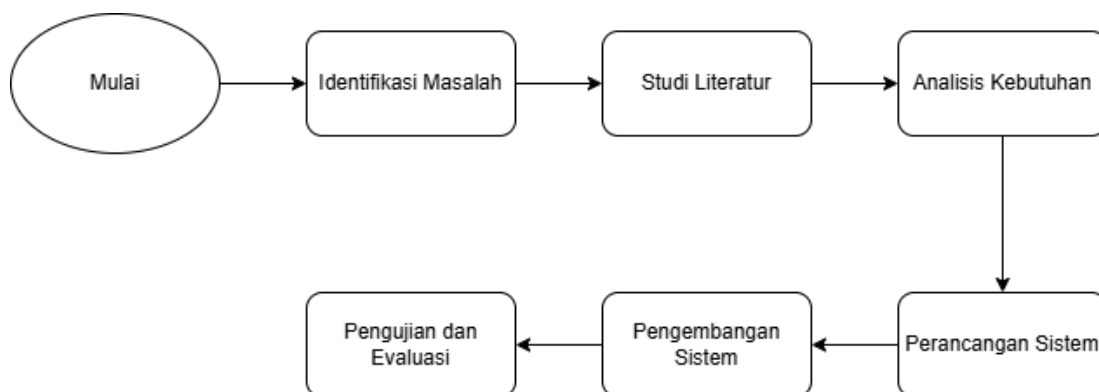 Mulai
Identifikasi Masalah
Studi Literatur
Analisis Kebutuhan
Perancangan Sistem
Pengembangan
Sistem
Pengujian dan
Evaluasi